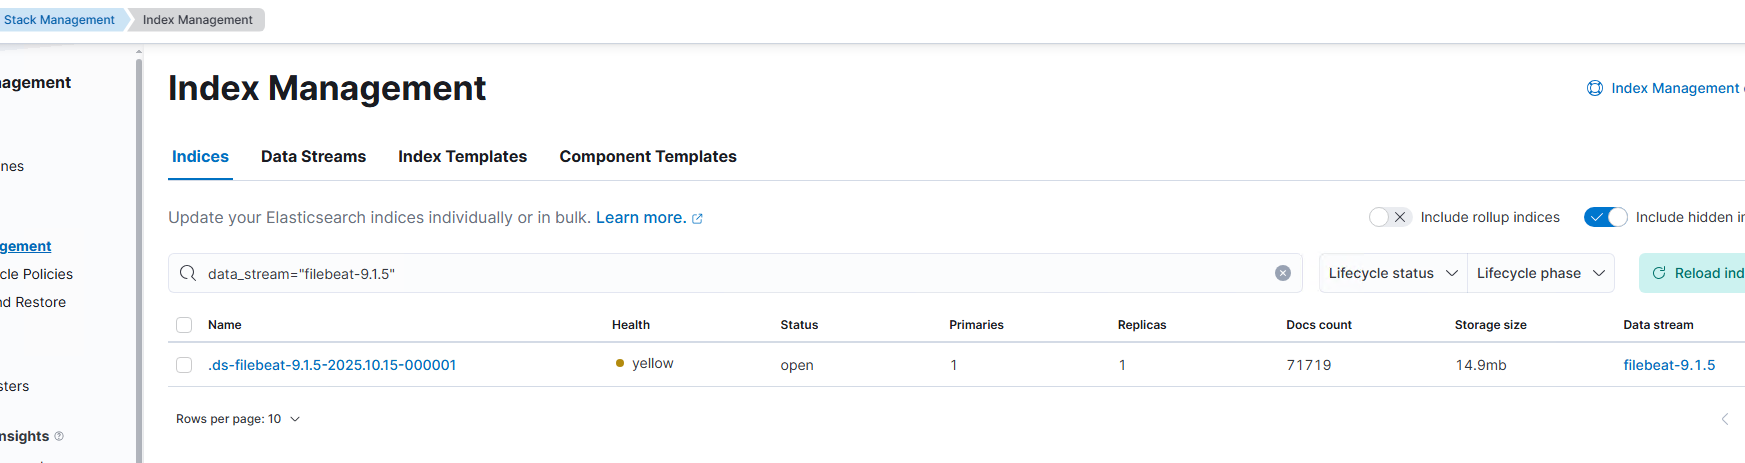 Stack Management Index Management
nagement
Index Management
Index Management
Indices Data Streams Index Templates Component Templates
nes
Update your Elasticsearch indices individually or in bulk. Learn more.
Include rollup indices Include hidden in
gement
data_stream="filebeat-9.1.5"
Lifecycle status Lifecycle phase Reload ind
cle Policies
nd Restore
Name Health Status Primaries Replicas Docs count Storage size Data stream
.ds-filebeat-9.1.5-2025.10.15-000001 yellow open 1 1 71719 14.9mb filebeat-9.1.5
sters
Rows per page: 10
nsights